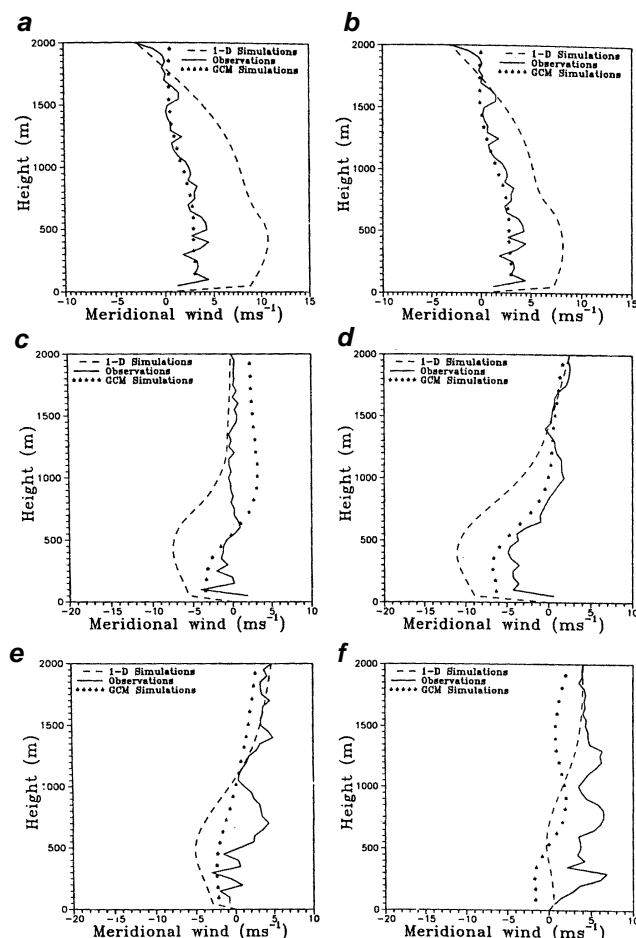 a
2000
1500
1000
500
0
Height (m)
1-D Simulations
Observations
GCM Simulations
-10 -5 0 5 10 15
Meridional wind (ms⁻¹)
b
2000
1500
1000
500
0
Height (m)
1-D Simulations
Observations
GCM Simulations
-10 -5 0 5 10 15
Meridional wind (ms⁻¹)
c
2000
1500
1000
500
0
Height (m)
1-D Simulations
Observations
GCM Simulations
-20 -15 -10 -5 0 5 10
Meridional wind (ms⁻¹)
d
2000
1500
1000
500
0
Height (m)
1-D Simulations
Observations
GCM Simulations
-20 -15 -10 -5 0 5 10
Meridional wind (ms⁻¹)
e
2000
1500
1000
500
0
Height (m)
1-D Simulations
Observations
GCM Simulations
-20 -15 -10 -5 0 5 10
Meridional wind (ms⁻¹)
f
2000
1500
1000
500
0
Height (m)
1-D Simulations
Observations
GCM Simulations
-20 -15 -10 -5 0 5 10
Meridional wind (ms⁻¹)